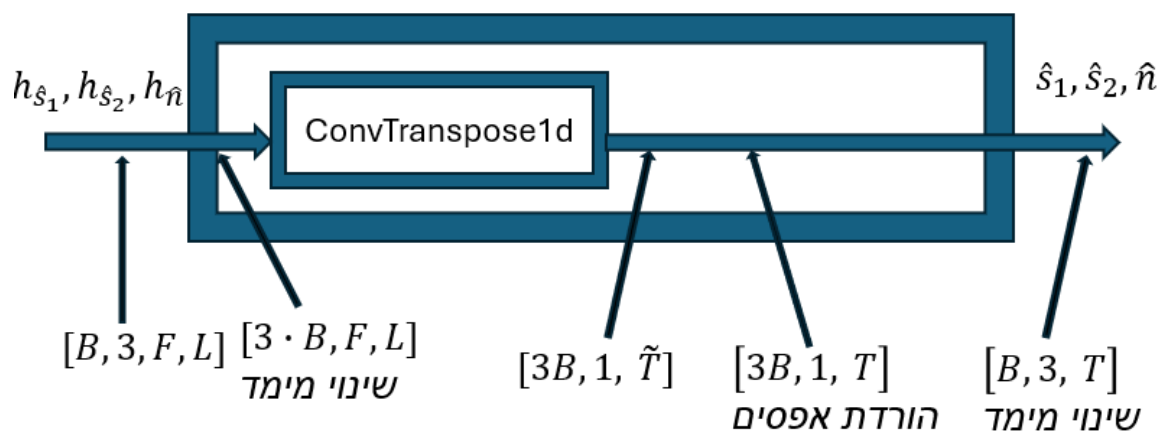 h_{ŝ₁}, h_{ŝ₂}, h_{n̂}
ConvTranspose1d
ŝ₁, ŝ₂, n̂
[B, 3, F, L]
[3 · B, F, L]
שינוי מימד
[3B, 1, T̃]
[3B, 1, T]
הורדת אפסים
[B, 3, T]
שינוי מימד